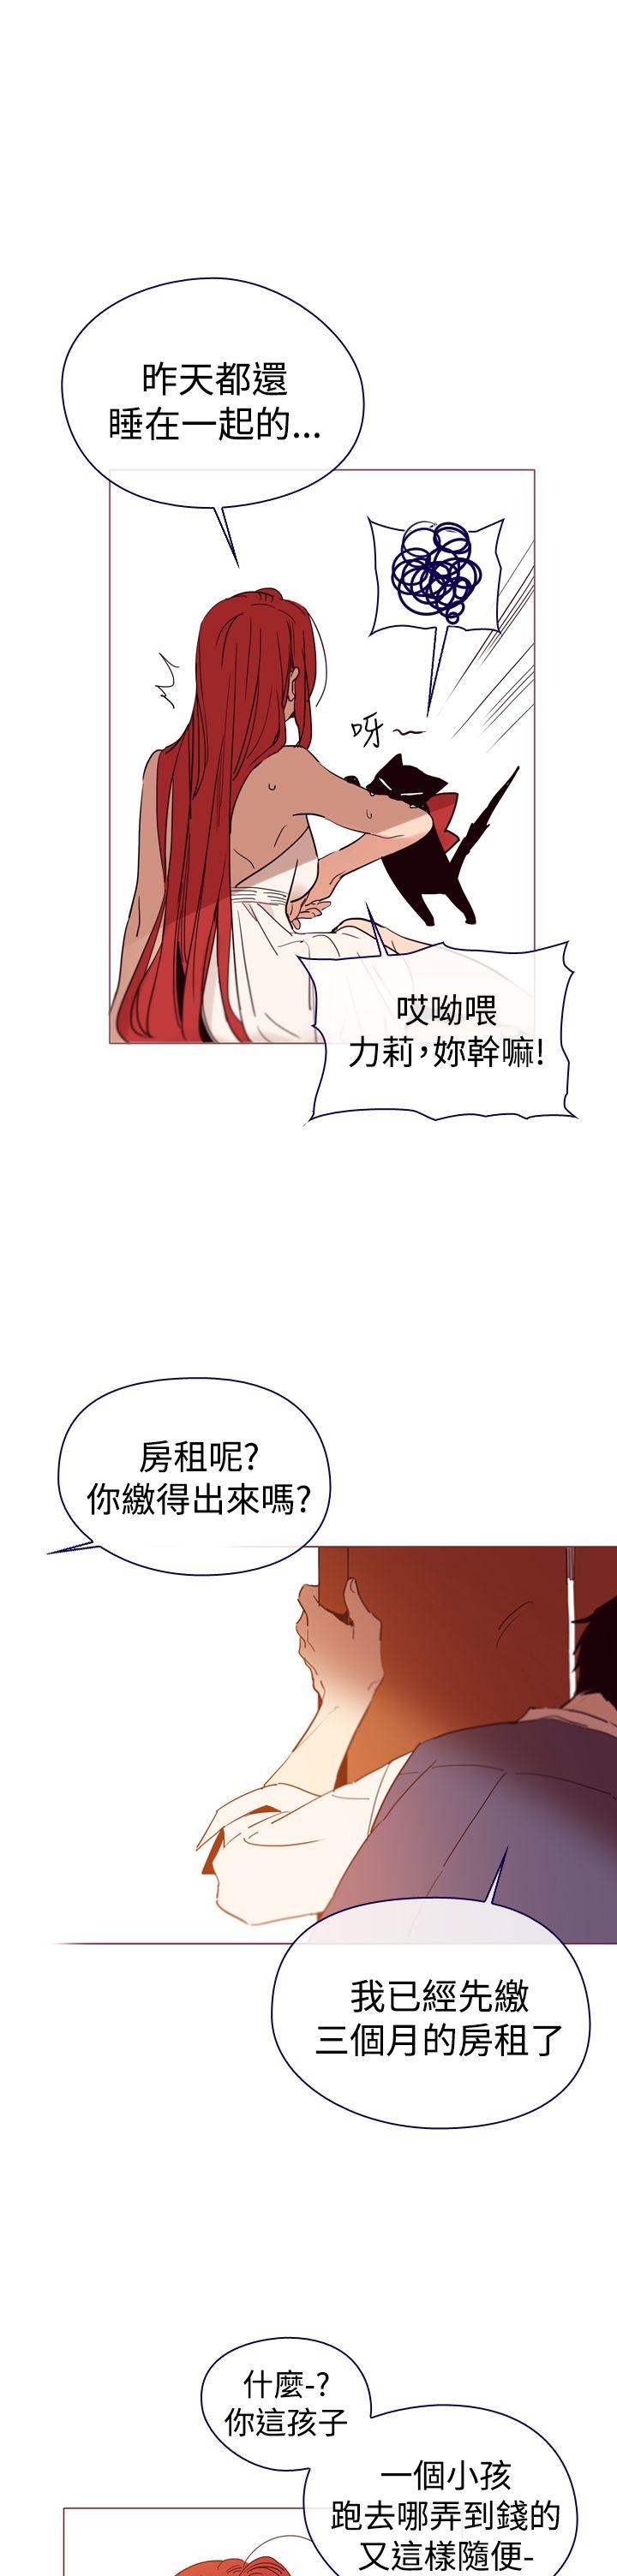 昨天都還
睡在一起的...
呀~
哎呦喂
力莉,妳幹嘛!
房租呢?
你繳得出來嗎?
我已經先繳
三個月的房租了
什麼-?
你這孩子
一個小孩
跑去哪弄到錢的
又這樣隨便-